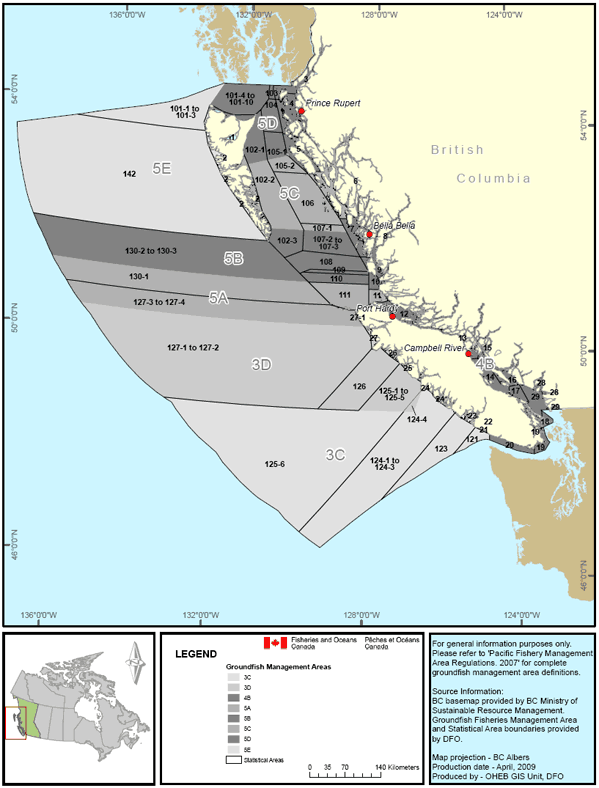 136°0'0"W
132°0'0"W
128°0'0"W
124°0'0"W
54°0'0"N
54°0'0"N
101-4 to
101-10
103
3
104
4
Prince Rupert
101-1 to
101-3
5D
1
102-1
105-1
5
British
Columbia
5E
142
2
105-2
2
102-2
6
5C
2
2
106
107-1
7
Bella Bella
8
102-3
107-2 to
107-3
130-2 to 130-3
5B
108
9
109
110
10
130-1
5A
111
11
127-3 to 127-4
Port Hardy
12
27-1
50°0'0"N
50°0'0"N
13
15
27
Campbell River
4B
127-1 to 127-2
26
3D
25
14
16
17
28
28
29
29
126
125-1 to
125-5
24
24
23
18
124-4
22
21
19
20
19
121
3C
125-6
124-1 to
124-3
123
46°0'0"N
46°0'0"N
136°0'0"W
132°0'0"W
128°0'0"W
124°0'0"W
Fisheries and Oceans
Canada
Pêches et Océans
Canada
LEGEND
Groundfish Management Areas
3C
3D
4B
5A
5B
5C
5D
5E
Statistical Areas
0
35
70
140 Kilometers
For general information purposes only.
Please refer to 'Pacific Fishery Management
Area Regulations. 2007' for complete
groundfish management area definitions.
Source Information:
BC basemap provided by BC Ministry of
Sustainable Resource Management.
Groundfish Fisheries Management Area
and Statistical Area boundaries provided
by DFO.
Map projection - BC Albers
Production date - April, 2009
Produced by - OHEB GIS Unit, DFO